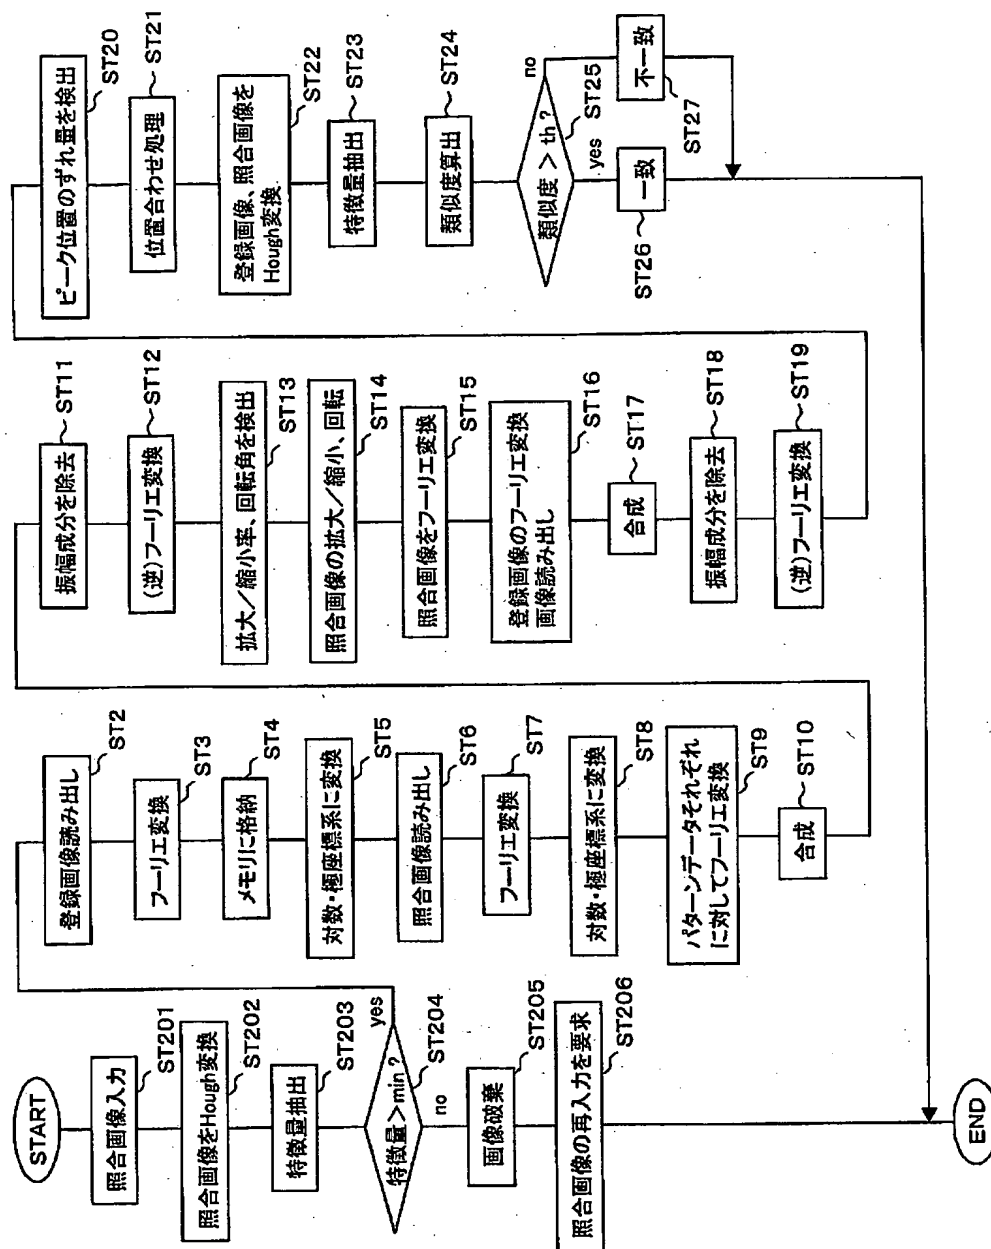 START
照合画像入力
ST201
照合画像をHough変換
ST202
特徴量抽出
ST203
特徴量>min?
ST204
yes
no
画像破棄
ST205
照合画像の再入力を要求
ST206
登録画像読み出し
ST2
フーリエ変換
ST3
メモリに格納
ST4
対数・極座標系に変換
ST5
照合画像読み出し
ST6
フーリエ変換
ST7
対数・極座標系に変換
ST8
パターンデータそれぞれ
に対してフーリエ変換
ST9
合成
ST10
振幅成分を除去
ST11
(逆)フーリエ変換
ST12
拡大/縮小率、回転角を検出
ST13
照合画像の拡大/縮小、回転
ST14
照合画像をフーリエ変換
ST15
登録画像のフーリエ変換
画像読み出し
ST16
合成
ST17
振幅成分を除去
ST18
(逆)フーリエ変換
ST19
ピーク位置のずれ量を検出
ST20
位置合わせ処理
ST21
登録画像、照合画像を
Hough変換
ST22
特徴量抽出
ST23
類似度算出
ST24
類似度>th?
ST25
yes
no
一致
ST26
不一致
ST27
END